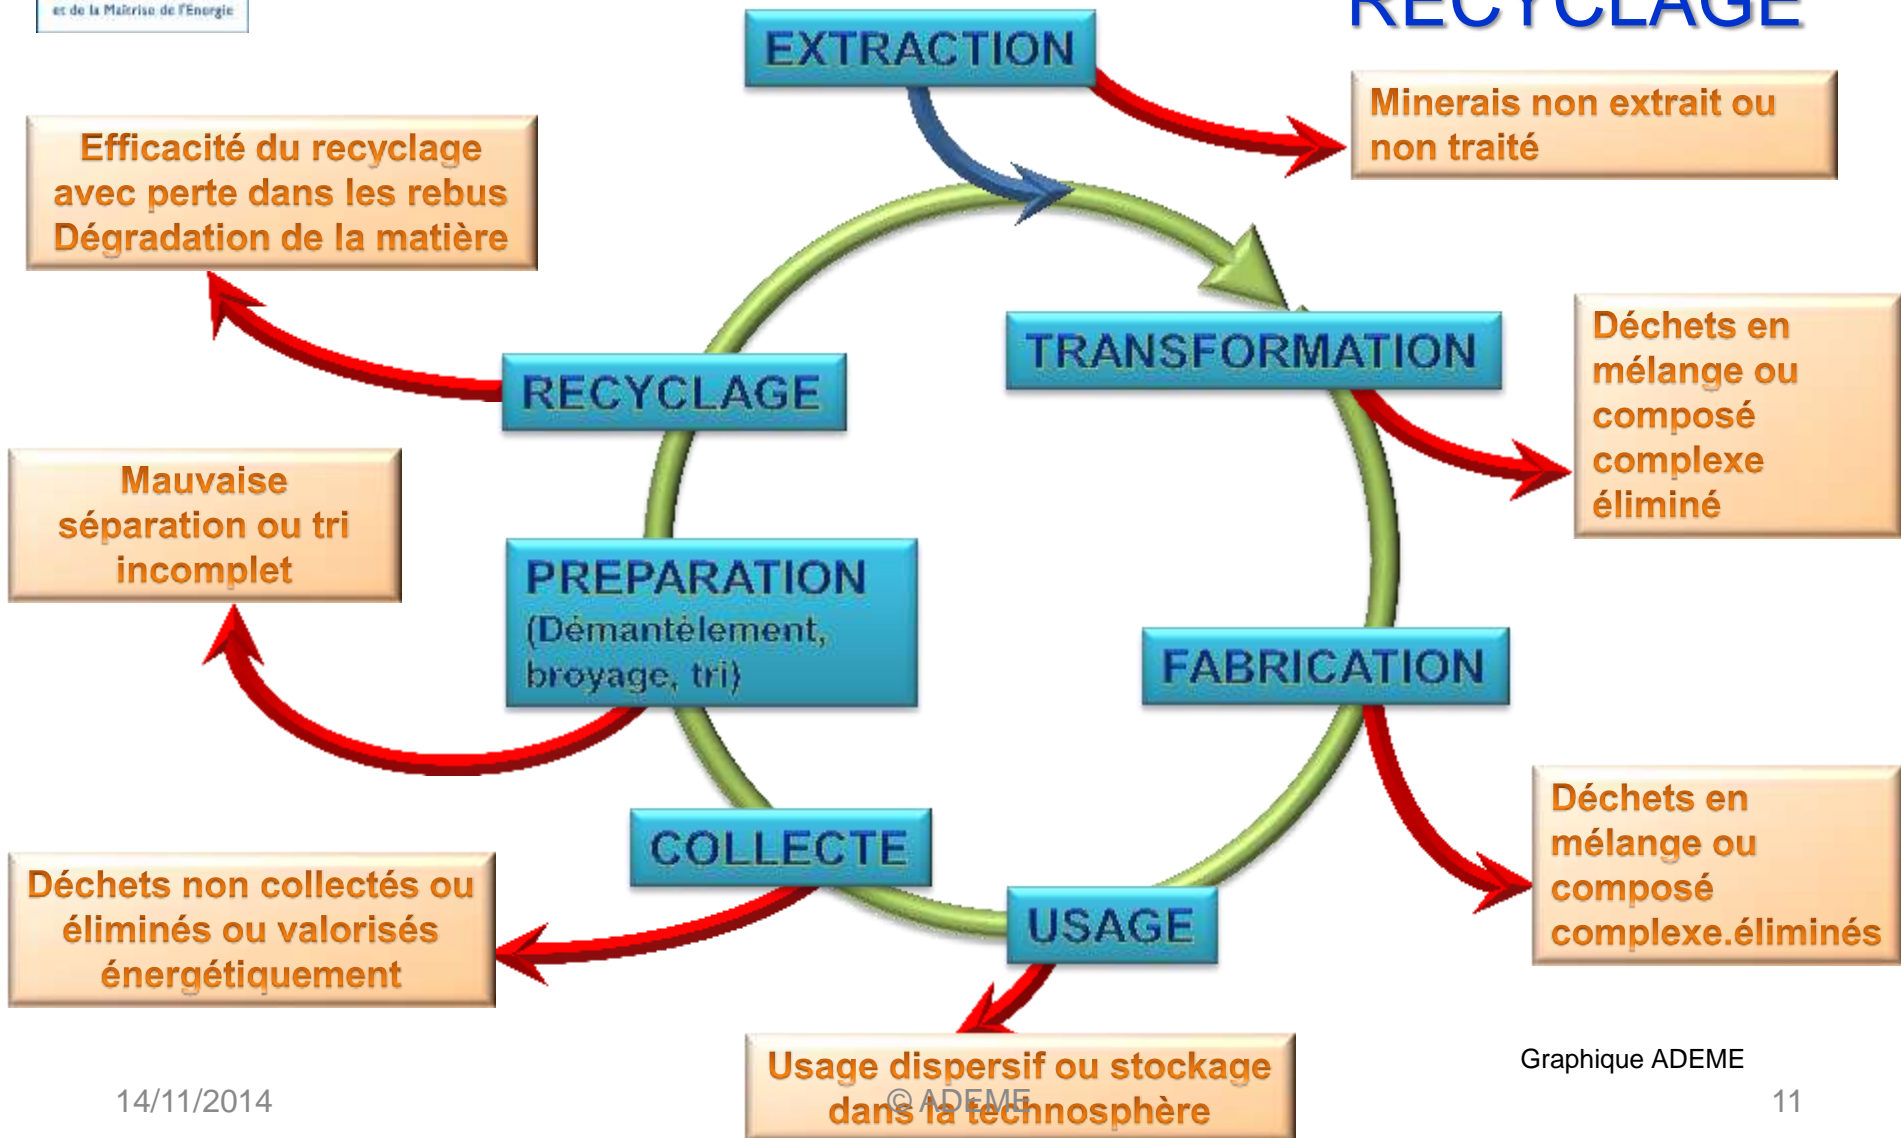 et de la Maîtrise de l'Energie
RECYCLAGE
EXTRACTION
Minerais non extrait ou
non traité
Efficacité du recyclage
avec perte dans les rebus
Dégradation de la matière
TRANSFORMATION
Déchets en
mélange ou
composé
complexe
éliminé
RECYCLAGE
Mauvaise
séparation ou tri
incomplet
PREPARATION
(Démantèlement,
broyage, tri)
FABRICATION
Déchets en
mélange ou
composé
complexe.éliminés
COLLECTE
Déchets non collectés ou
éliminés ou valorisés
énergétiquement
USAGE
Usage dispersif ou stockage
dans la technosphère
Graphique ADEME
14/11/2014
© ADEME
11